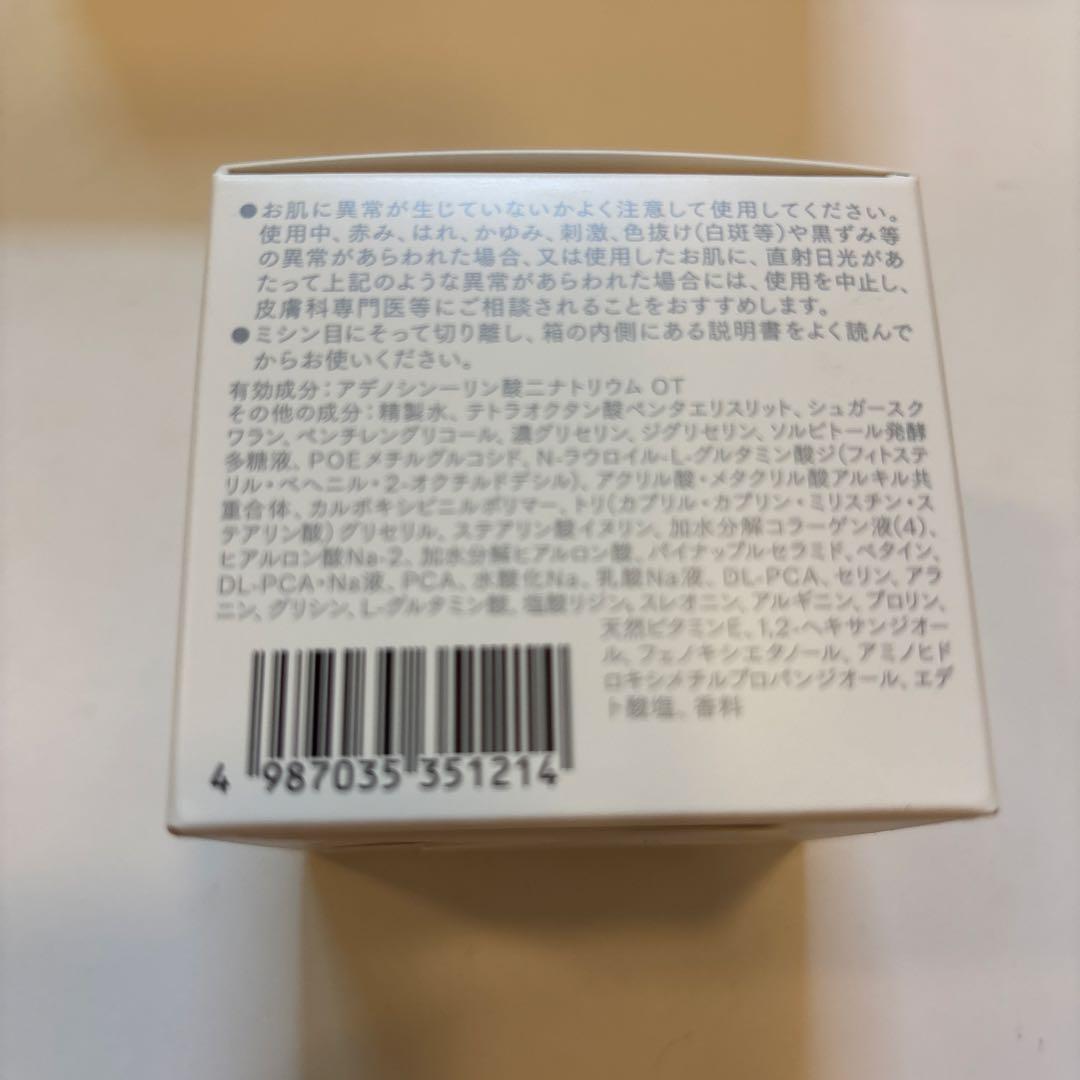 ●お肌に異常が生じていないかよく注意して使用してください。
使用中、赤み、はれ、かゆみ、刺激、色抜け(白斑等)や黒ずみ等
の異常があらわれた場合、又は使用したお肌に、直射日光があ
たって上記のような異常があらわれた場合には、使用を中止し、
皮膚科専門医等にご相談されることをおすすめします。
●ミシン目にそって切り離し、箱の内側にある説明書をよく読んで
からお使いください。
有効成分：アデノシン一リン酸二ナトリウム OT
その他の成分：精製水、テトラオクタン酸ペンタエリスリット、シュガースク
ワラン、ペンチレングリコール、濃グリセリン、ジグリセリン、ソルビトール発酵
多糖液、POEメチルグルコシド、N-ラウロイル-L-グルタミン酸ジ(フィトステ
リル・ベヘニル・2-オクチルドデシル)、アクリル酸・メタクリル酸アルキル共
重合体、カルボキシビニルポリマー、トリ(カプリル・カプリン・ミリスチン・ス
テアリン酸)グリセリル、ステアリン酸イヌリン、加水分解コラーゲン液(4)、
ヒアルロン酸Na-2、加水分解ヒアルロン酸、パイナップルセラミド、ベタイン、
DL-PCA・Na液、PCA、水酸化Na、乳酸Na液、DL-PCA、セリン、アラ
ニン、グリシン、L-グルタミン酸、塩酸リジン、スレオニン、アルギニン、プロリン、
天然ビタミンE、1,2-ヘキサンジオー
ル、フェノキシエタノール、アミノヒド
ロキシメチルプロパンジオール、エデ
ト酸塩、香料
4 987035 351214